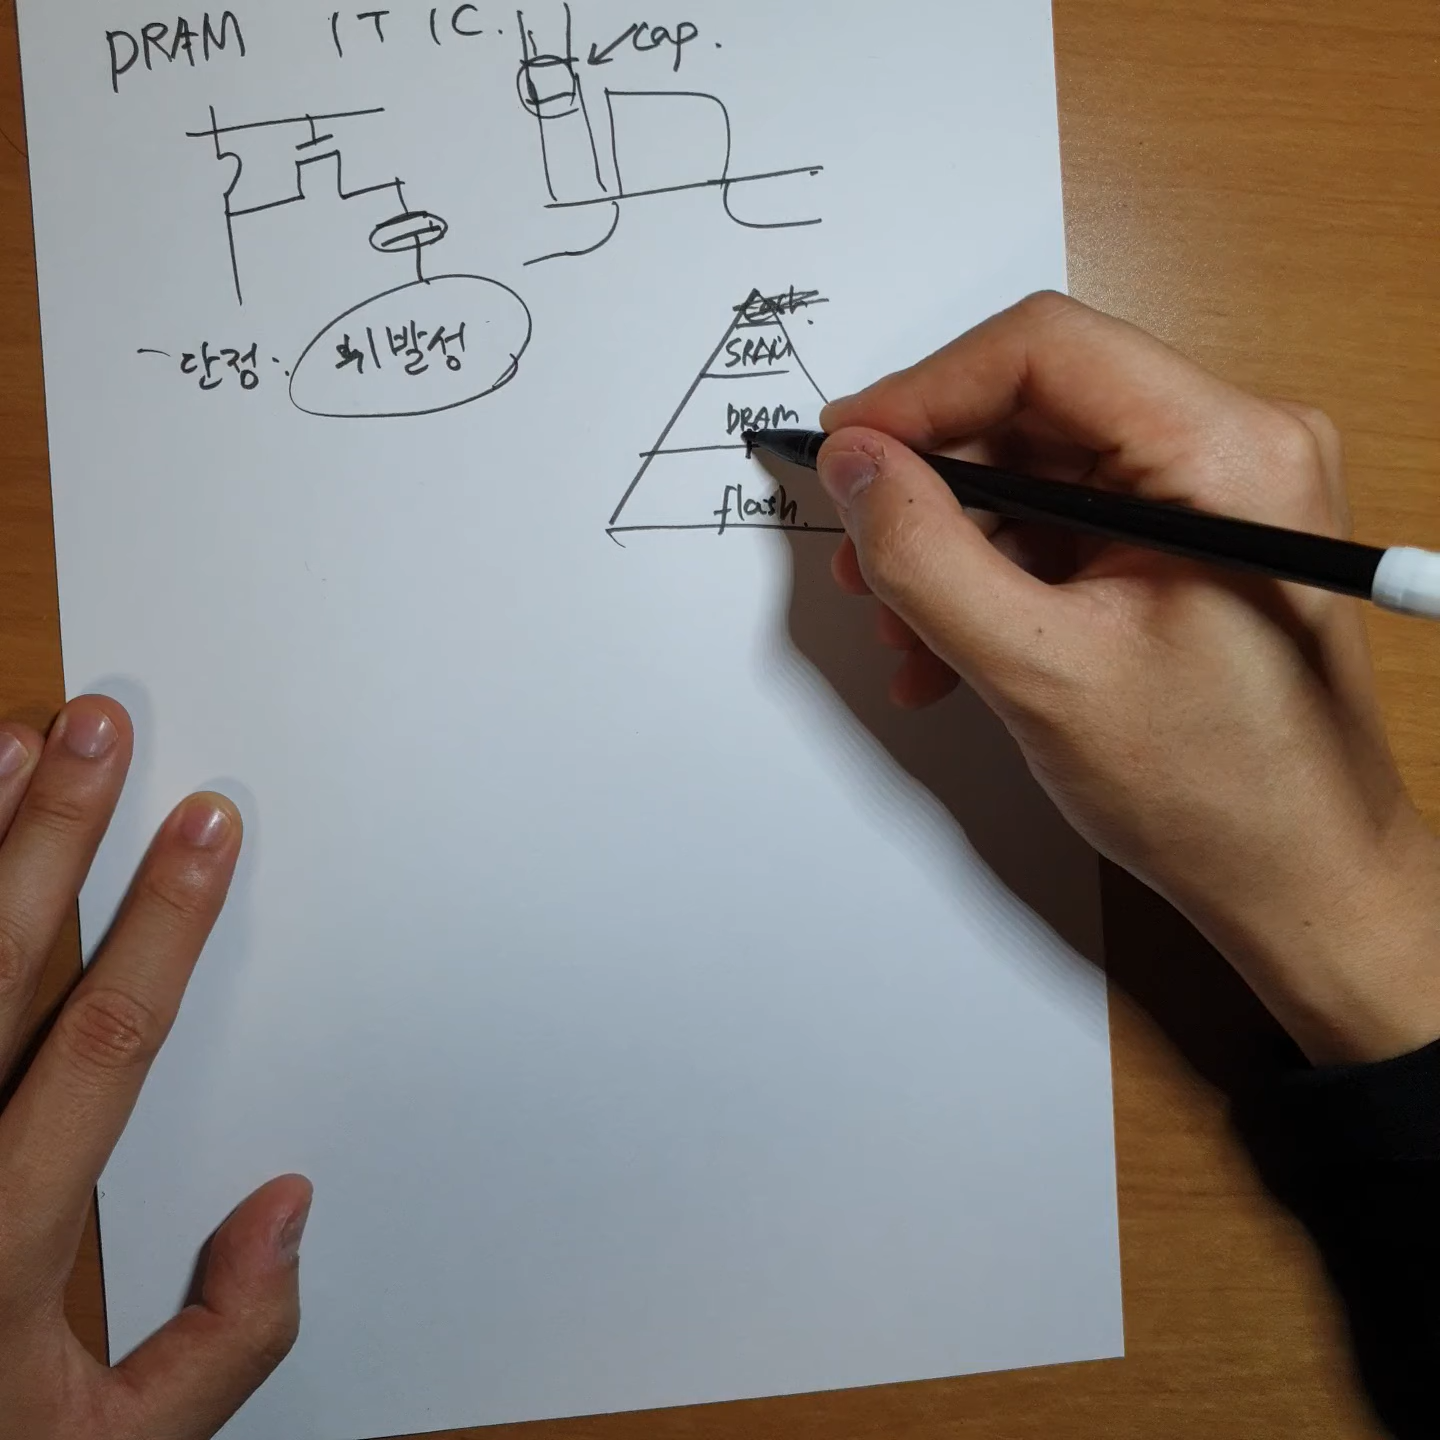 DRAM 1T 1C.
cap.
- 단점. 휘발성
SRAM
DRAM
flash.